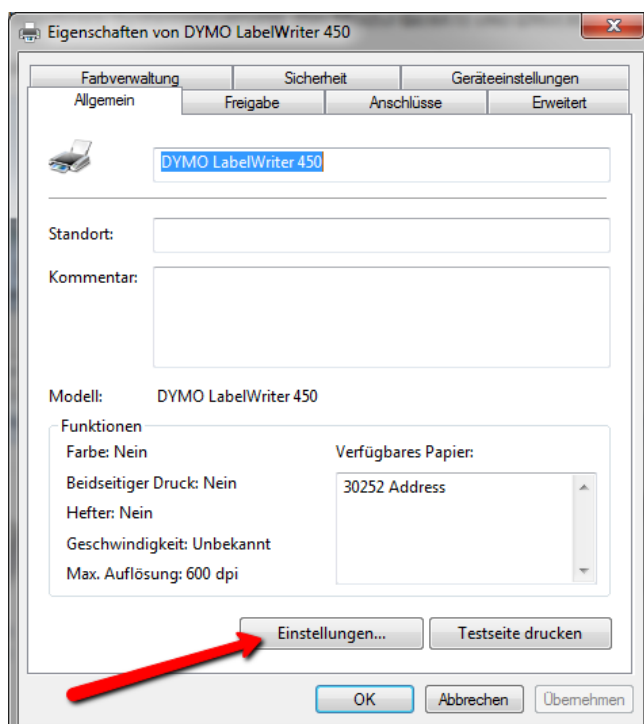 Eigenschaften von DYMO LabelWriter 450
Farbverwaltung Sicherheit Geräteeinstellungen
Allgemein Freigabe Anschlüsse Erweitert
DYMO LabelWriter 450
Standort:
Kommentar:
Modell: DYMO LabelWriter 450
Funktionen
Farbe: Nein Verfügbares Papier:
Beidseitiger Druck: Nein 30252 Address
Hefter: Nein
Geschwindigkeit: Unbekannt
Max. Auflösung: 600 dpi
Einstellungen... Testseite drucken
OK Abbrechen Übernehmen